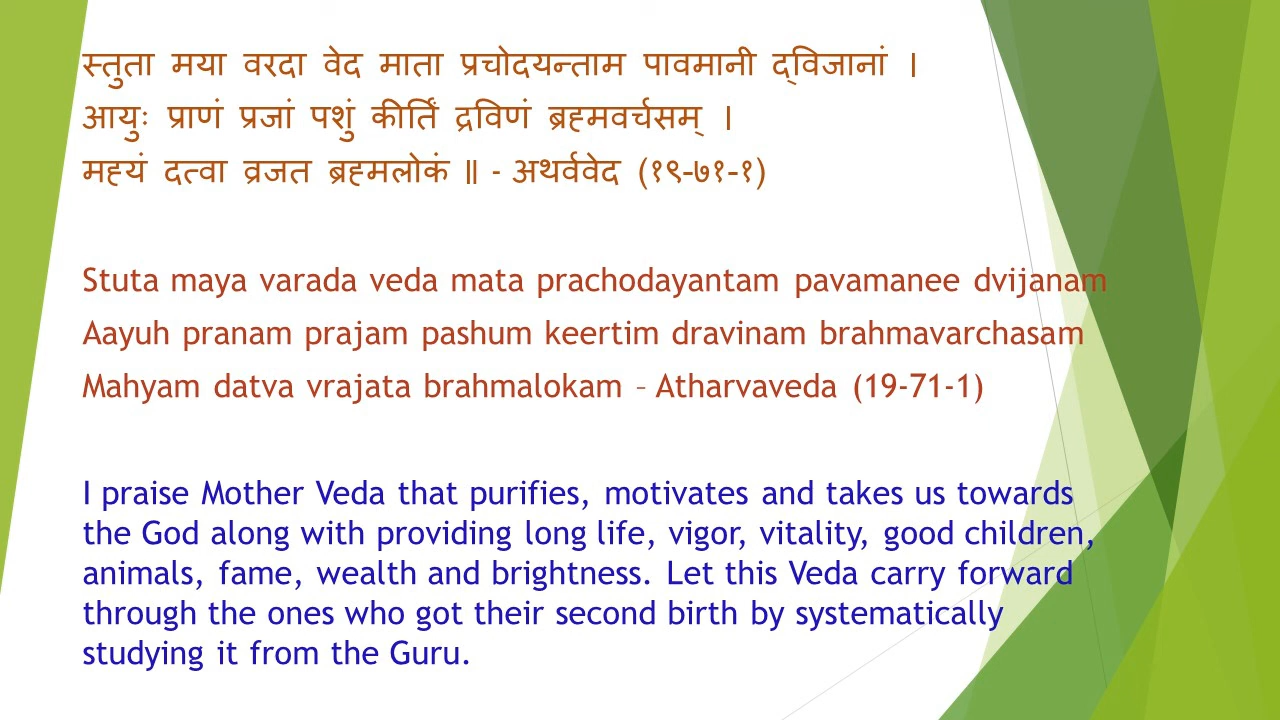 स्तुता मया वरदा वेद माता प्रचोदयन्ताम पावमानी द्विजानां ।
आयुः प्राणं प्रजां पशुं कीर्तिं द्रविणं ब्रह्मवर्चसम् ।
मह्यं दत्वा व्रजत ब्रह्मलोकं ॥ - अथर्ववेद (१९-७१-१)
Stuta maya varada veda mata prachodayantam pavamanee dvijanam
Aayuh pranam prajam pashum keertim dravinam brahmavarchasam
Mahyam datva vrajata brahmalokam – Atharvaveda (19-71-1)
I praise Mother Veda that purifies, motivates and takes us towards
the God along with providing long life, vigor, vitality, good children,
animals, fame, wealth and brightness. Let this Veda carry forward
through the ones who got their second birth by systematically
studying it from the Guru.